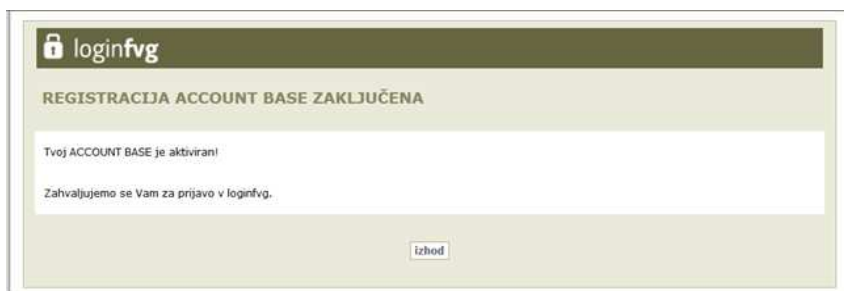 loginfvg
REGISTRACIJA ACCOUNT BASE ZAKLJUČENA
Tvoj ACCOUNT BASE je aktiviran!
Zahvaljujemo se Vam za prijavo v loginfvg.
izhod